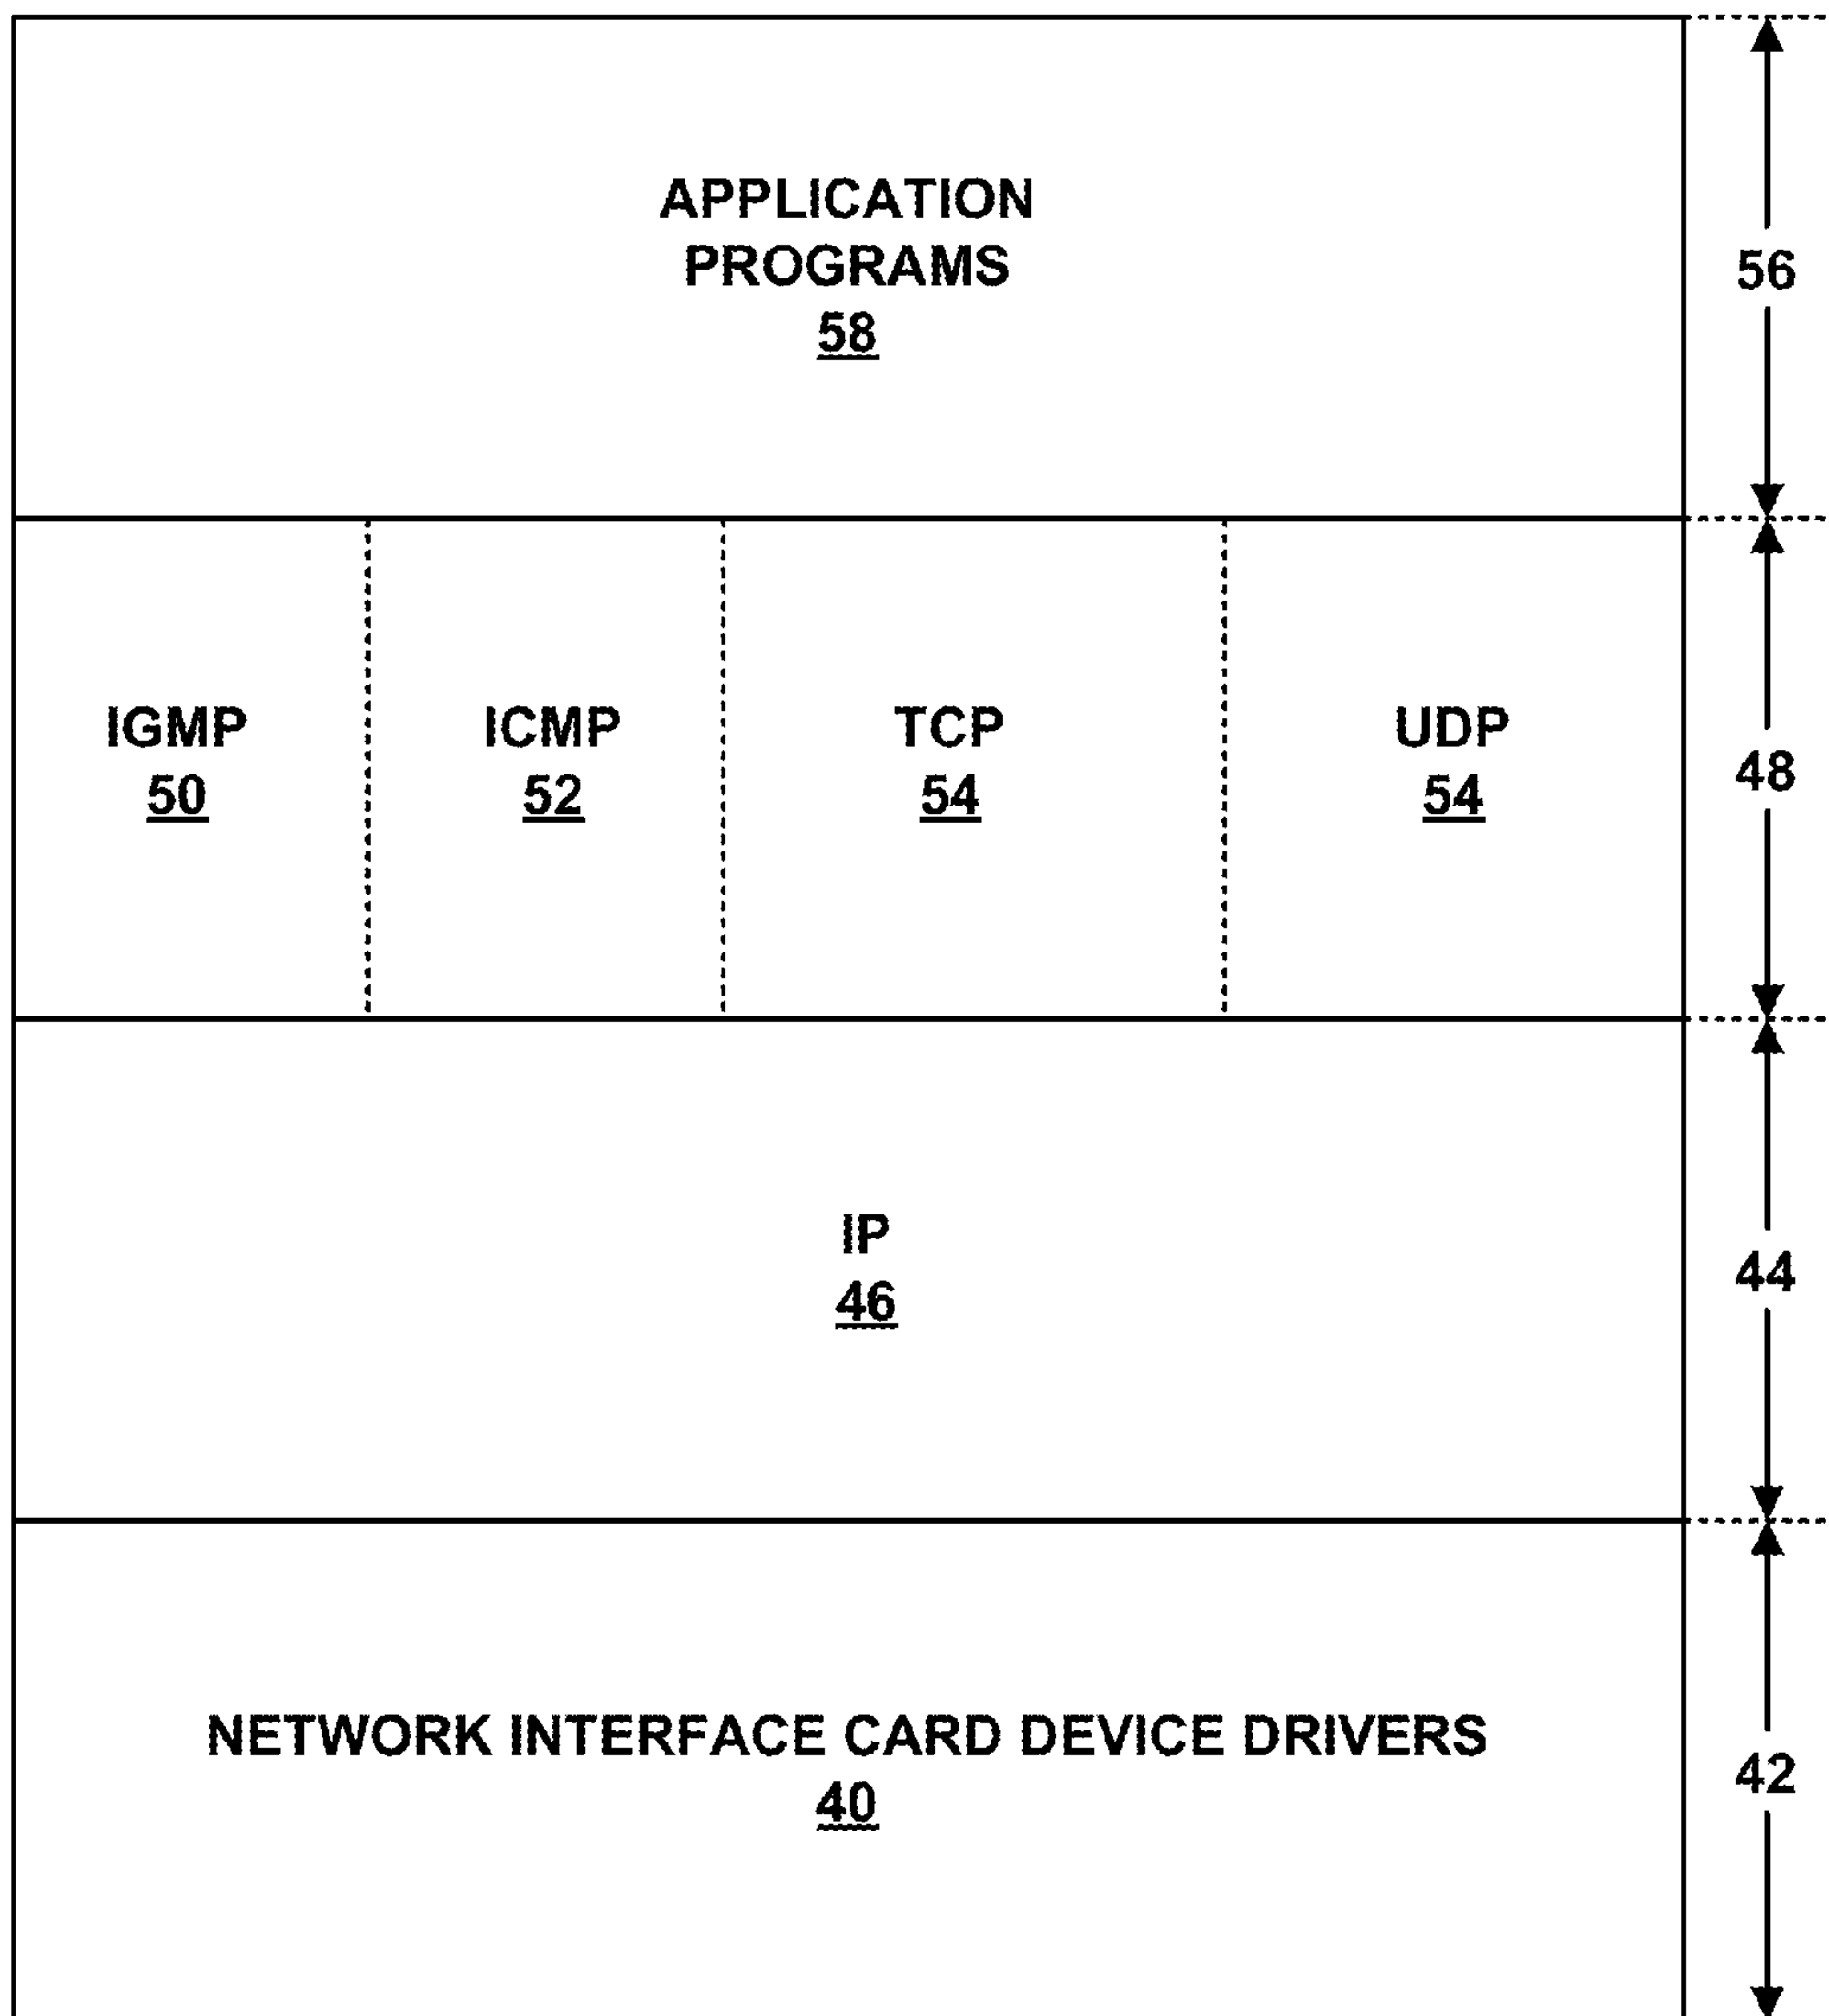 APPLICATION
PROGRAMS
58
56
IGMP
50
ICMP
52
TCP
54
UDP
54
48
IP
46
44
NETWORK INTERFACE CARD DEVICE DRIVERS
40
42